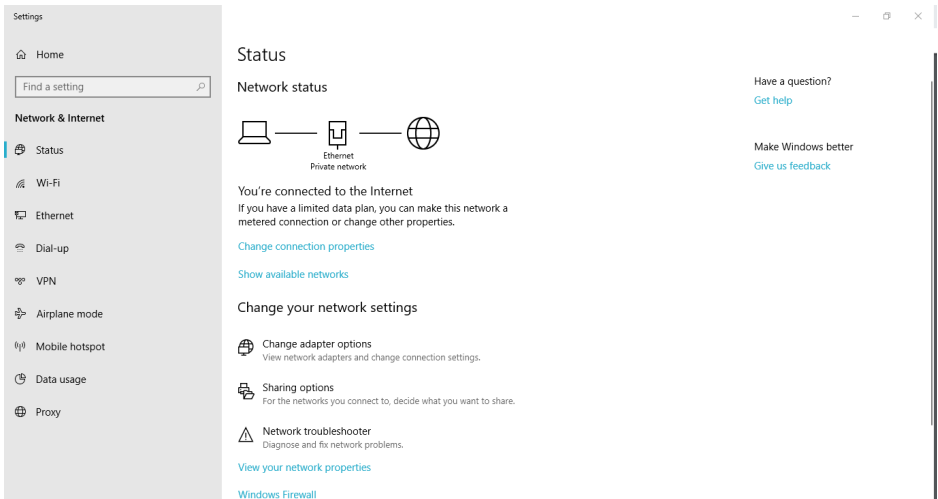 Settings
Home
Find a setting
Network & Internet
Status
Wi-Fi
Ethernet
Dial-up
VPN
Airplane mode
Mobile hotspot
Data usage
Proxy
Status
Network status
Ethernet
Private network
You're connected to the Internet
If you have a limited data plan, you can make this network a
metered connection or change other properties.
Change connection properties
Show available networks
Change your network settings
Change adapter options
View network adapters and change connection settings.
Sharing options
For the networks you connect to, decide what you want to share.
Network troubleshooter
Diagnose and fix network problems.
View your network properties
Windows Firewall
Have a question?
Get help
Make Windows better
Give us feedback